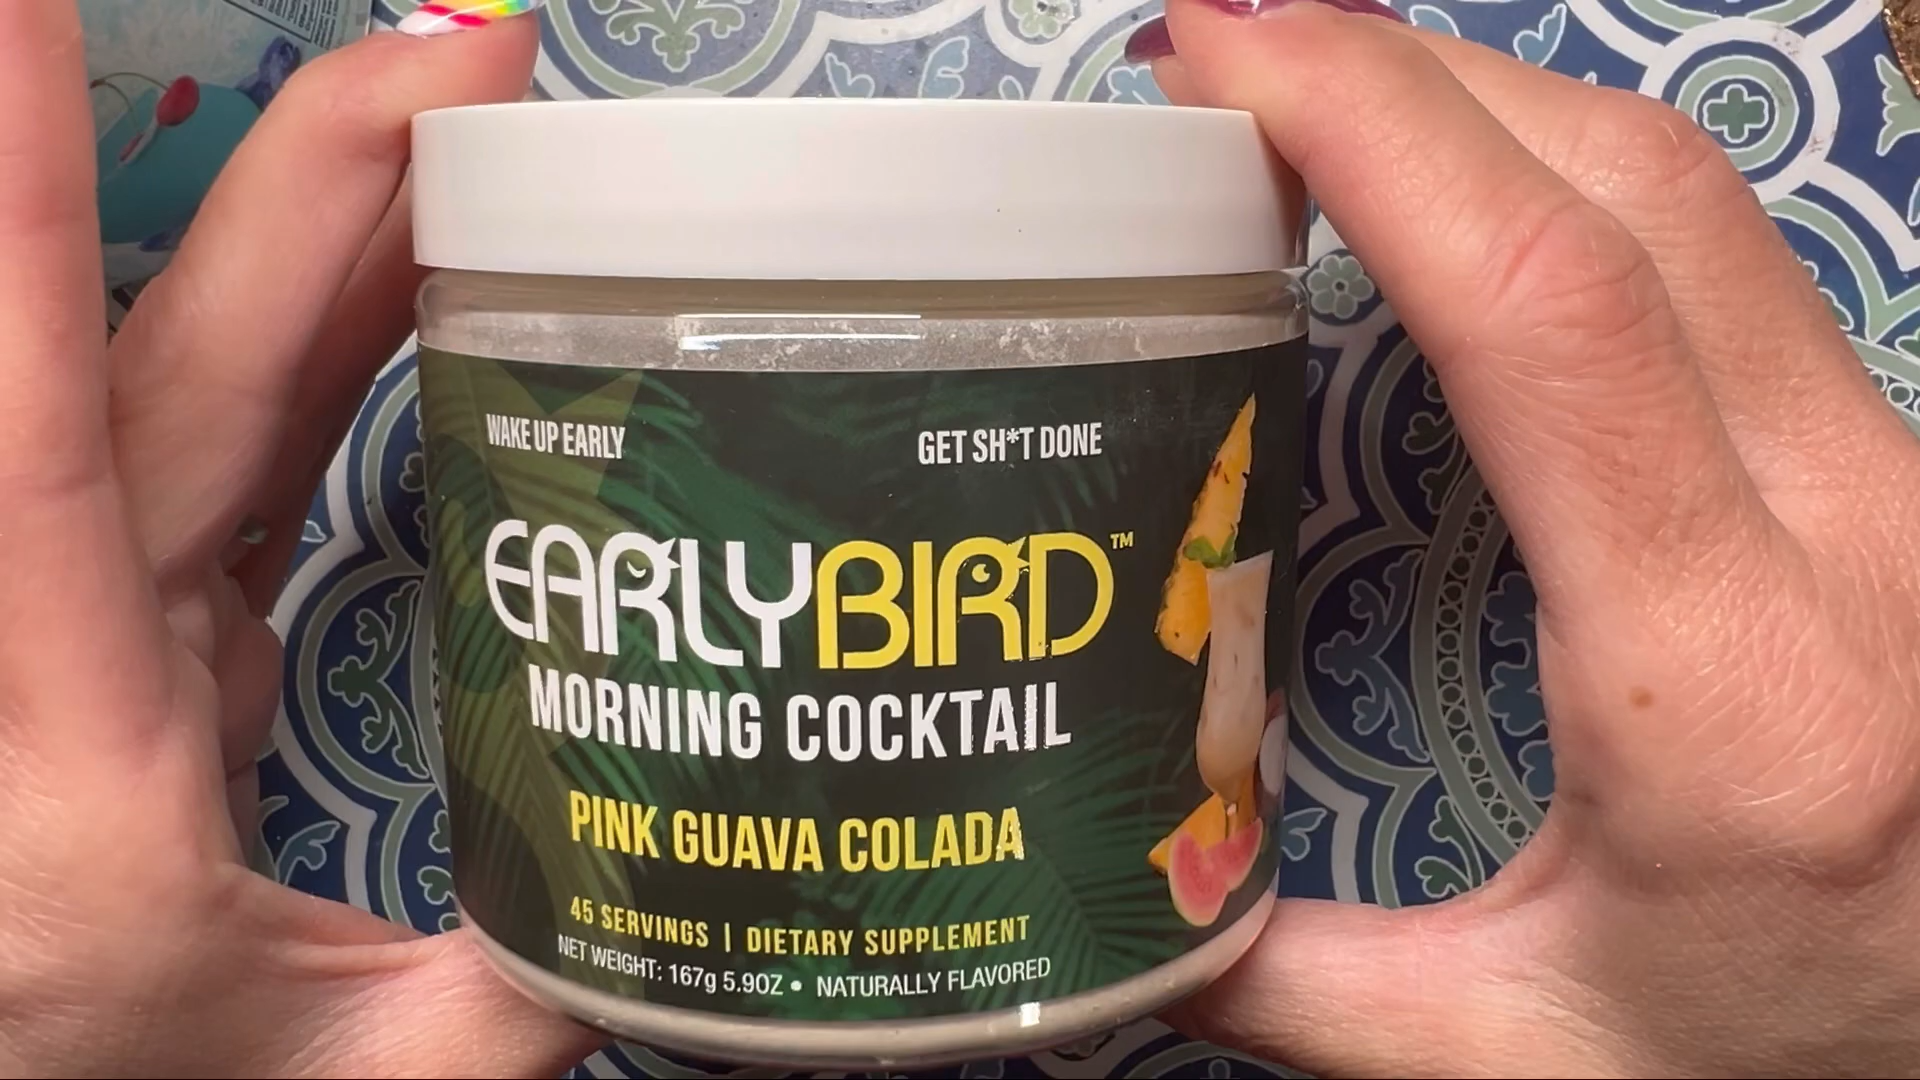 WAKE UP EARLY
GET SH*T DONE
EARLYBIRD™
MORNING COCKTAIL
PINK GUAVA COLADA
45 SERVINGS | DIETARY SUPPLEMENT
NET WEIGHT: 167g 5.9OZ • NATURALLY FLAVORED